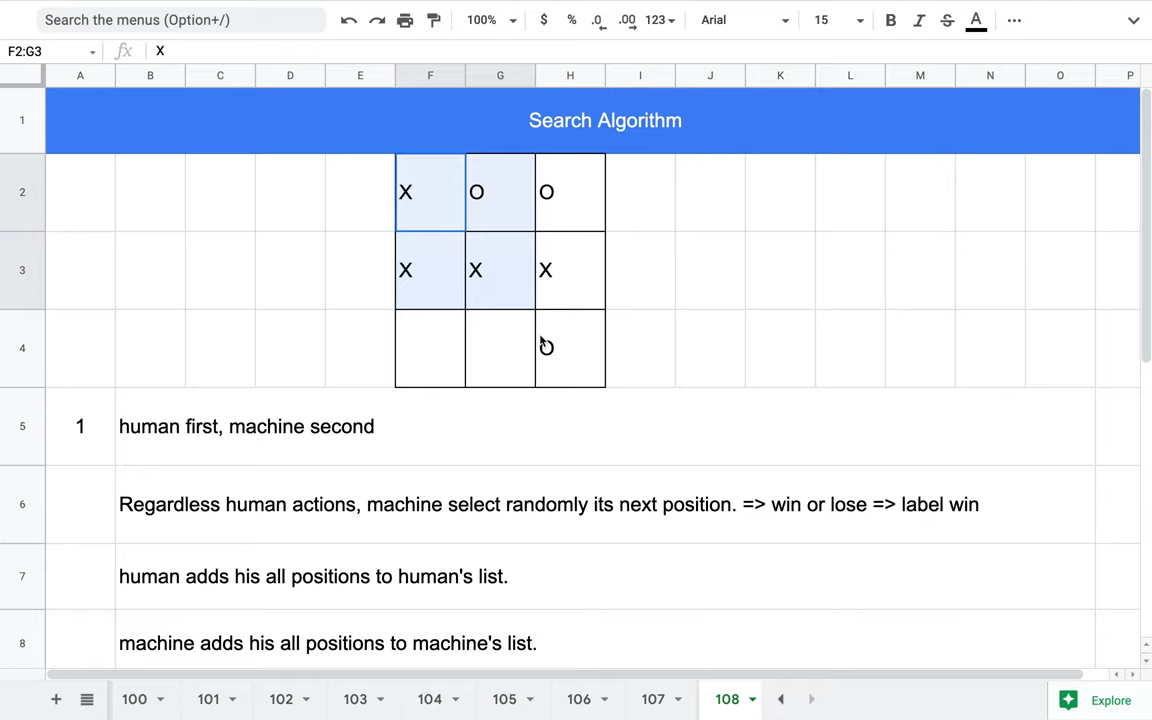 Search the menus (Option+/) 100% $ % .0 .00 123 Arial 15 B I S A ...
F2:G3 fx X
A B C D E F G H I J K L M N O P
1 Search Algorithm
2 X O O
3 X X X
4 O
5 1 human first, machine second
6 Regardless human actions, machine select randomly its next position. => win or lose => label win
7 human adds his all positions to human's list.
8 machine adds his all positions to machine's list.
+ 100 101 102 103 104 105 106 107 108 Explore